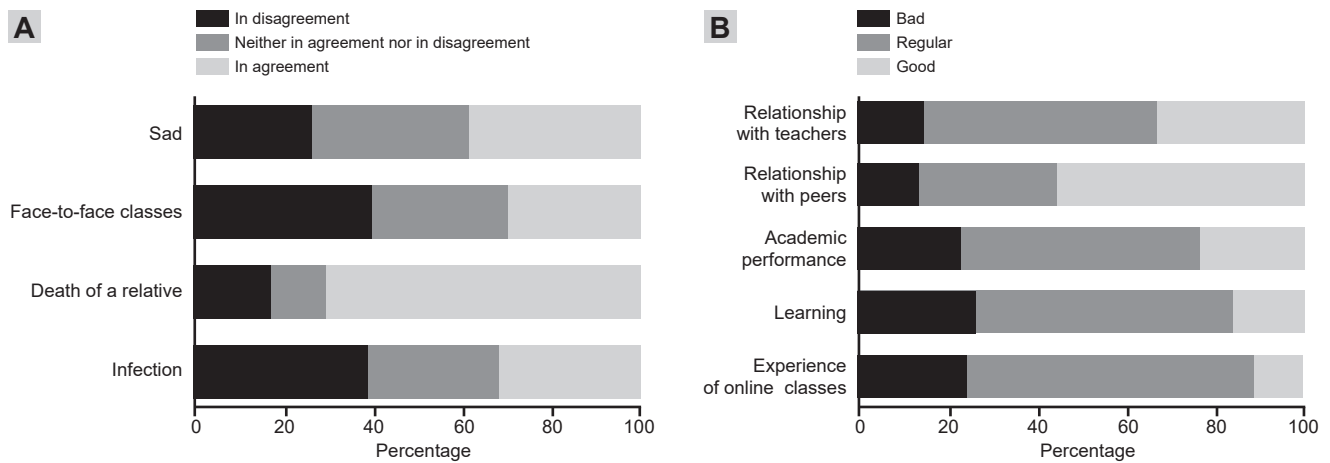 A
In disagreement
Neither in agreement nor in disagreement
In agreement
Sad
Face-to-face classes
Death of a relative
Infection
0 20 40 60 80 100
Percentage
B
Bad
Regular
Good
Relationship
with teachers
Relationship
with peers
Academic
performance
Learning
Experience
of online classes
0 20 40 60 80 100
Percentage